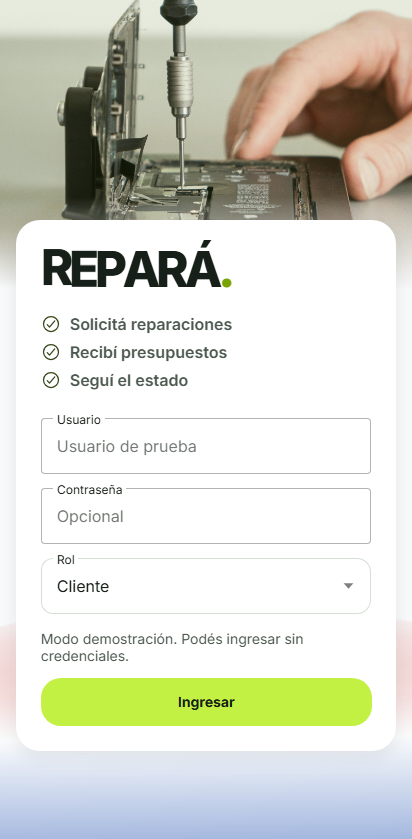 REPARÁ.
Solicitá reparaciones
Recibí presupuestos
Seguí el estado
Usuario
Usuario de prueba
Contraseña
Opcional
Rol
Cliente
Modo demostración. Podés ingresar sin
credenciales.
Ingresar